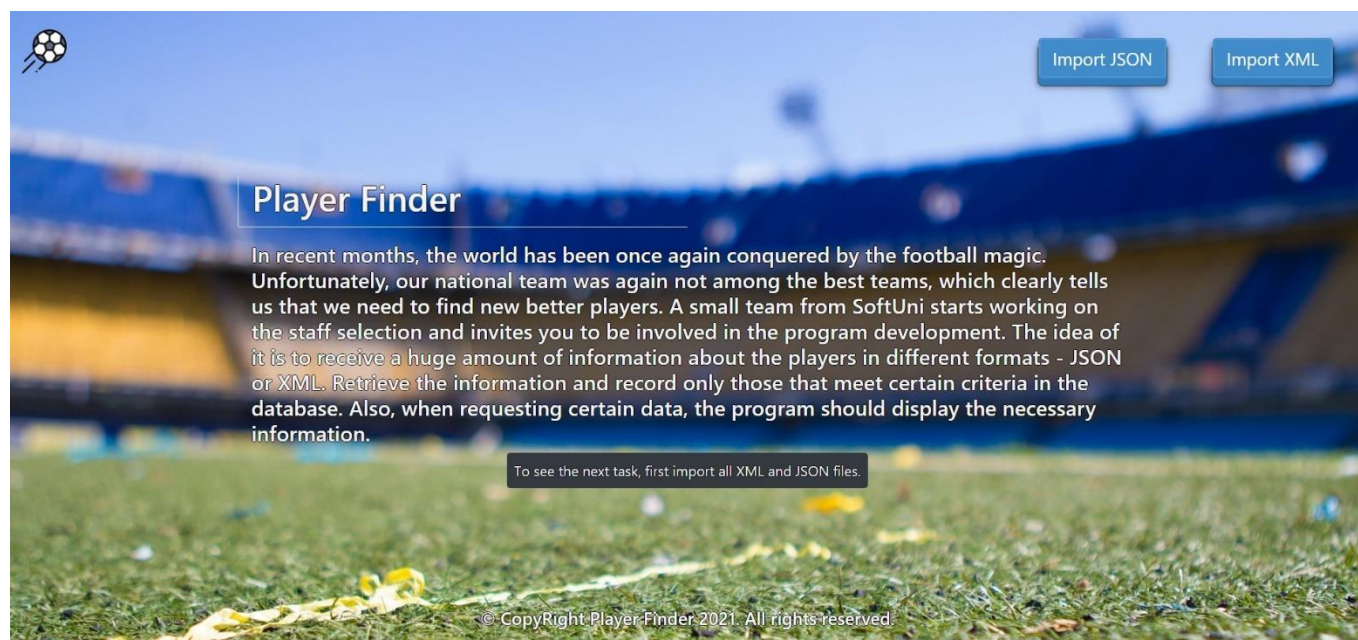 Import JSON
Import XML
Player Finder
In recent months, the world has been once again conquered by the football magic.
Unfortunately, our national team was again not among the best teams, which clearly tells
us that we need to find new better players. A small team from SoftUni starts working on
the staff selection and invites you to be involved in the program development. The idea of
it is to receive a huge amount of information about the players in different formats - JSON
or XML. Retrieve the information and record only those that meet certain criteria in the
database. Also, when requesting certain data, the program should display the necessary
information.
To see the next task, first import all XML and JSON files.
© CopyRight Player Finder 2021. All rights reserved.